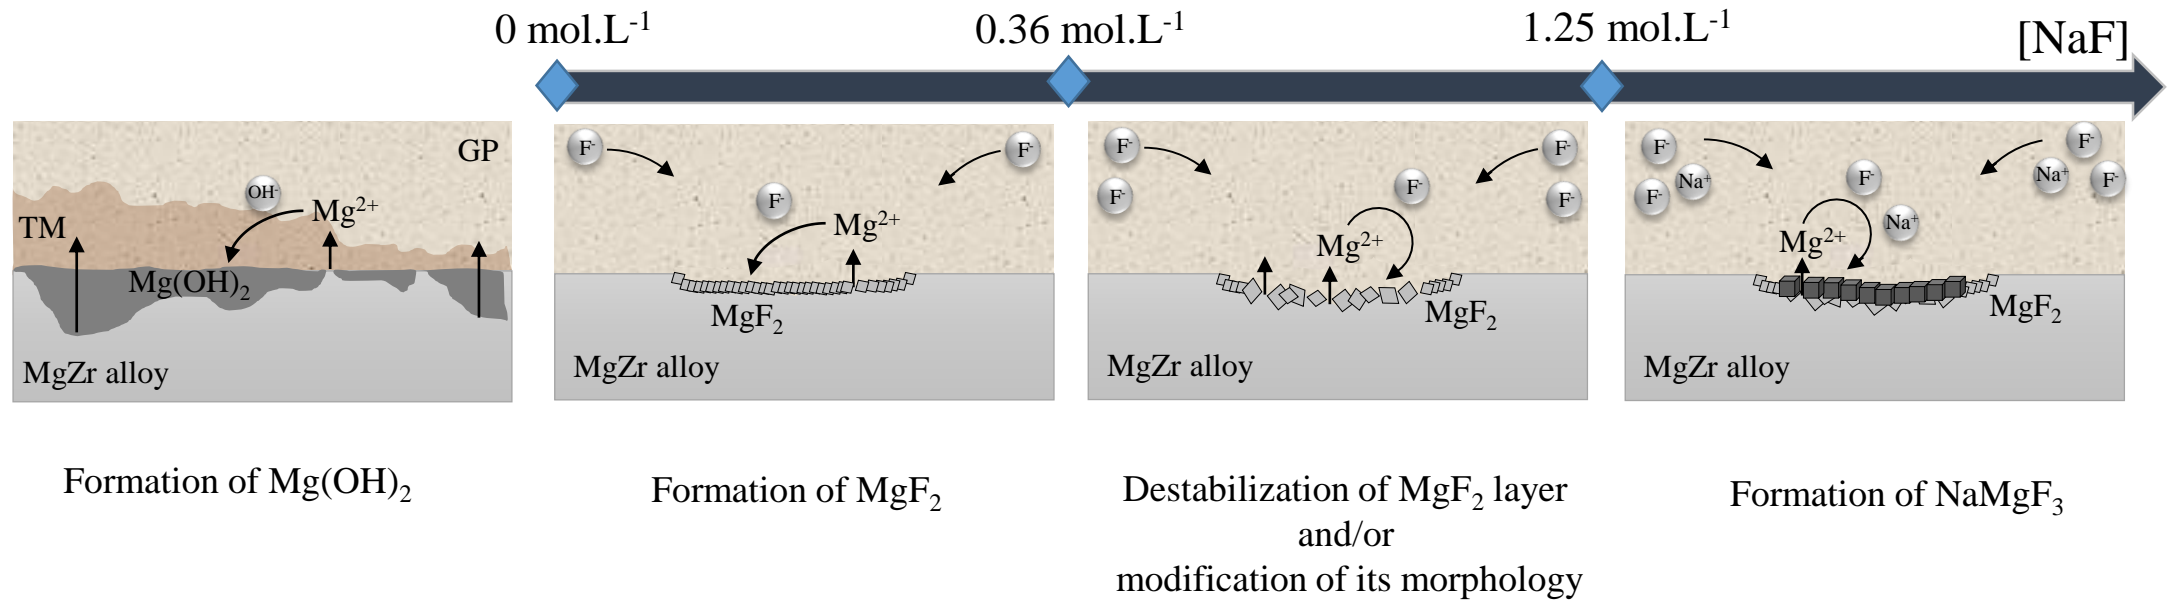 0 mol.L⁻¹
0.36 mol.L⁻¹
1.25 mol.L⁻¹
[NaF]
GP
OH⁻
Mg²⁺
TM
Mg(OH)₂
MgZr alloy
F⁻
F⁻
F⁻
Mg²⁺
MgF₂
MgZr alloy
F⁻
F⁻
F⁻
F⁻
F⁻
Mg²⁺
MgF₂
MgZr alloy
F⁻
F⁻
Na⁺
F⁻
Na⁺
F⁻
Na⁺
F⁻
Mg²⁺
MgF₂
MgZr alloy
Formation of Mg(OH)₂
Formation of MgF₂
Destabilization of MgF₂ layer
and/or
modification of its morphology
Formation of NaMgF₃